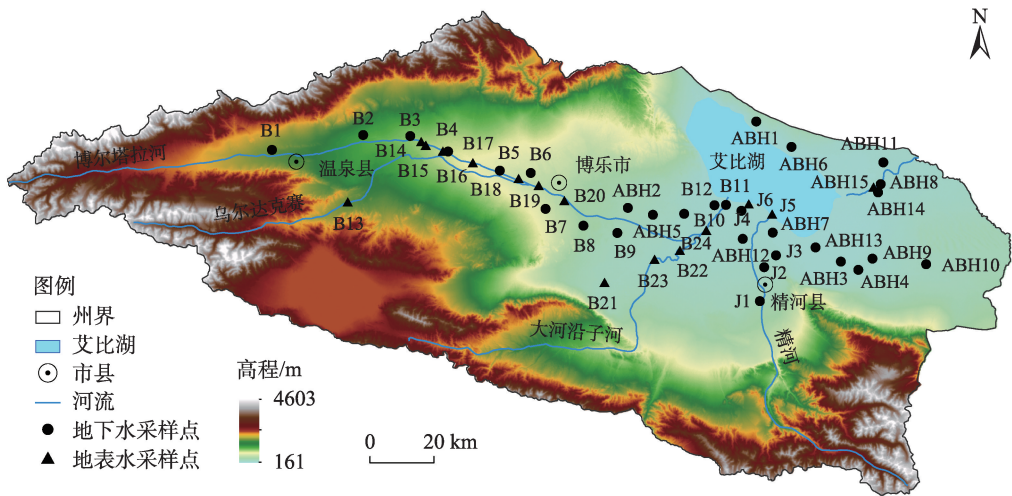 N
B1
B2
B3
B4
B14
B15
B17
B16
B5
B6
B18
B19
B20
B7
B8
B9
B13
B21
B23
B22
B24
B10
B12
B11
ABH2
ABH5
ABH12
J6
J4
J5
J3
J2
J1
ABH7
ABH1
ABH6
ABH11
ABH15
ABH8
ABH14
ABH13
ABH3
ABH4
ABH9
ABH10
博尔塔拉河
乌尔达克赛
温泉县
博乐市
艾比湖
精河县
精河
大河沿子河
图例
州界
艾比湖
市县
河流
地下水采样点
地表水采样点
高程/m
4603
161
0 20 km